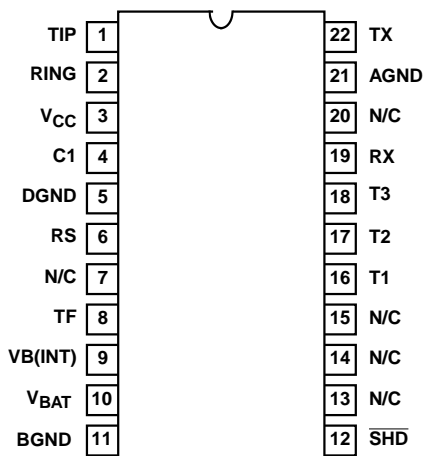 TIP 1 22 TX
RING 2 21 AGND
VCC 3 20 N/C
C1 4 19 RX
DGND 5 18 T3
RS 6 17 T2
N/C 7 16 T1
TF 8 15 N/C
VB(INT) 9 14 N/C
VBAT 10 13 N/C
BGND 11 12 S̅H̅D̅